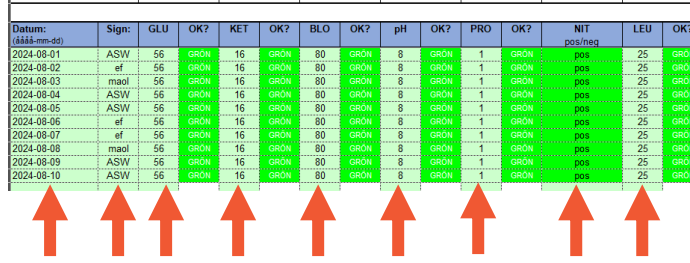 Datum: Sign: GLU OK? KET OK? BLO OK? pH OK? PRO OK? NIT LEU OK?
(åååå-mm-dd) pos/neg
2024-08-01 ASW 56 GRÖN 16 GRÖN 80 GRÖN 8 GRÖN 1 GRÖN pos 25 GRÖN
2024-08-02 ef 56 GRÖN 16 GRÖN 80 GRÖN 8 GRÖN 1 GRÖN pos 25 GRÖN
2024-08-03 maol 56 GRÖN 16 GRÖN 80 GRÖN 8 GRÖN 1 GRÖN pos 25 GRÖN
2024-08-04 ASW 56 GRÖN 16 GRÖN 80 GRÖN 8 GRÖN 1 GRÖN pos 25 GRÖN
2024-08-05 ASW 56 GRÖN 16 GRÖN 80 GRÖN 8 GRÖN 1 GRÖN pos 25 GRÖN
2024-08-06 ef 56 GRÖN 16 GRÖN 80 GRÖN 8 GRÖN 1 GRÖN pos 25 GRÖN
2024-08-07 ef 56 GRÖN 16 GRÖN 80 GRÖN 8 GRÖN 1 GRÖN pos 25 GRÖN
2024-08-08 maol 56 GRÖN 16 GRÖN 80 GRÖN 8 GRÖN 1 GRÖN pos 25 GRÖN
2024-08-09 ASW 56 GRÖN 16 GRÖN 80 GRÖN 8 GRÖN 1 GRÖN pos 25 GRÖN
2024-08-10 ASW 56 GRÖN 16 GRÖN 80 GRÖN 8 GRÖN 1 GRÖN pos 25 GRÖN